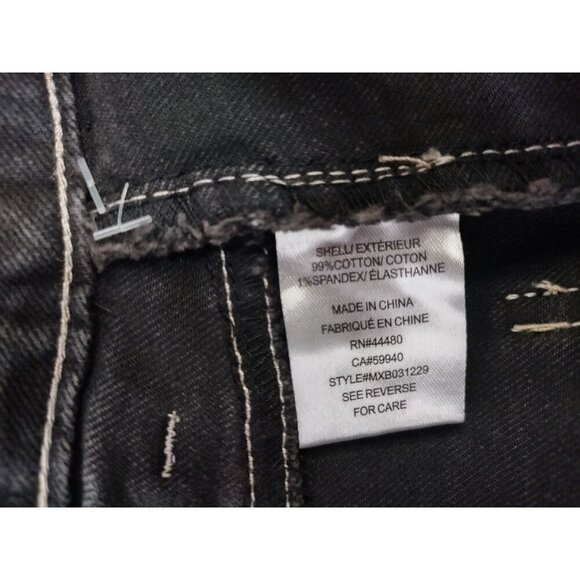 SHELL/ EXTÉRIEUR
99%COTTON/ COTON
1%SPANDEX/ ÉLASTHANNE
MADE IN CHINA
FABRIQUÉ EN CHINE
RN#44480
CA#59940
STYLE#MXB031229
SEE REVERSE
FOR CARE